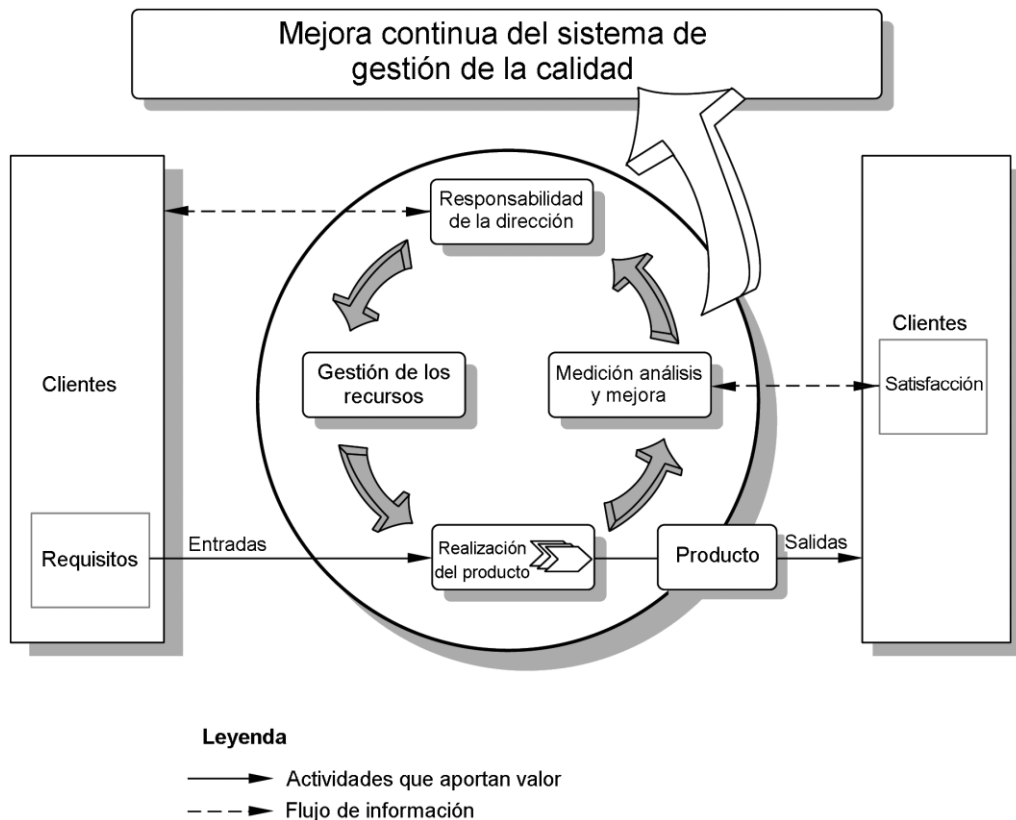 Mejora continua del sistema de
gestión de la calidad
Responsabilidad
de la dirección
Clientes
Gestión de los
recursos
Medición análisis
y mejora
Clientes
Satisfacción
Requisitos
Entradas
Realización
del producto
Producto
Salidas
Leyenda
Actividades que aportan valor
Flujo de información